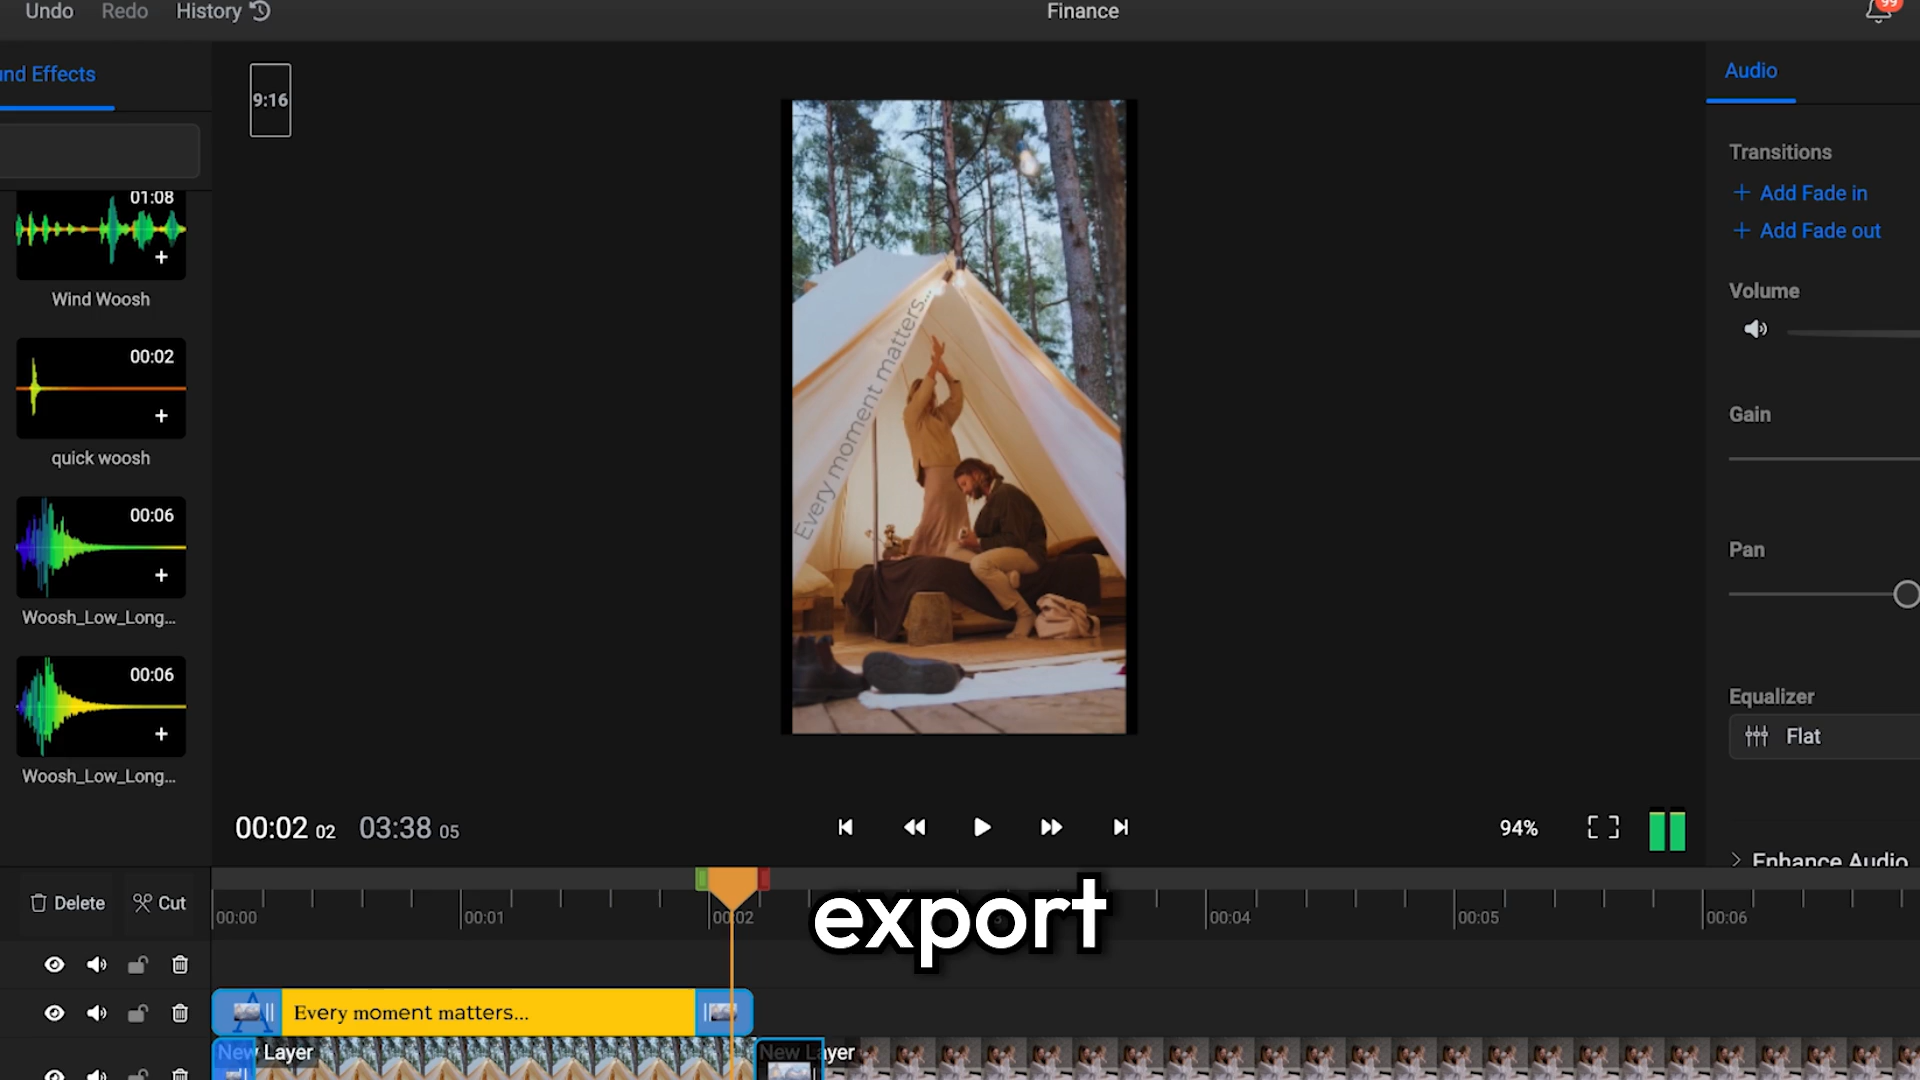 Undo Redo History
Finance
99
und Effects
9:16
Audio
Transitions
+ Add Fade in
+ Add Fade out
01:08
Wind Woosh
Volume
00:02
quick woosh
Every moment matters...
Gain
00:06
Woosh_Low_Long...
Pan
00:06
Woosh_Low_Long...
Equalizer
Flat
00:02 02 03:38 05
94%
Enhance Audio
Delete Cut
00:00 00:01 00:02 00:04 00:05 00:06
export
Every moment matters...
New Layer New Layer